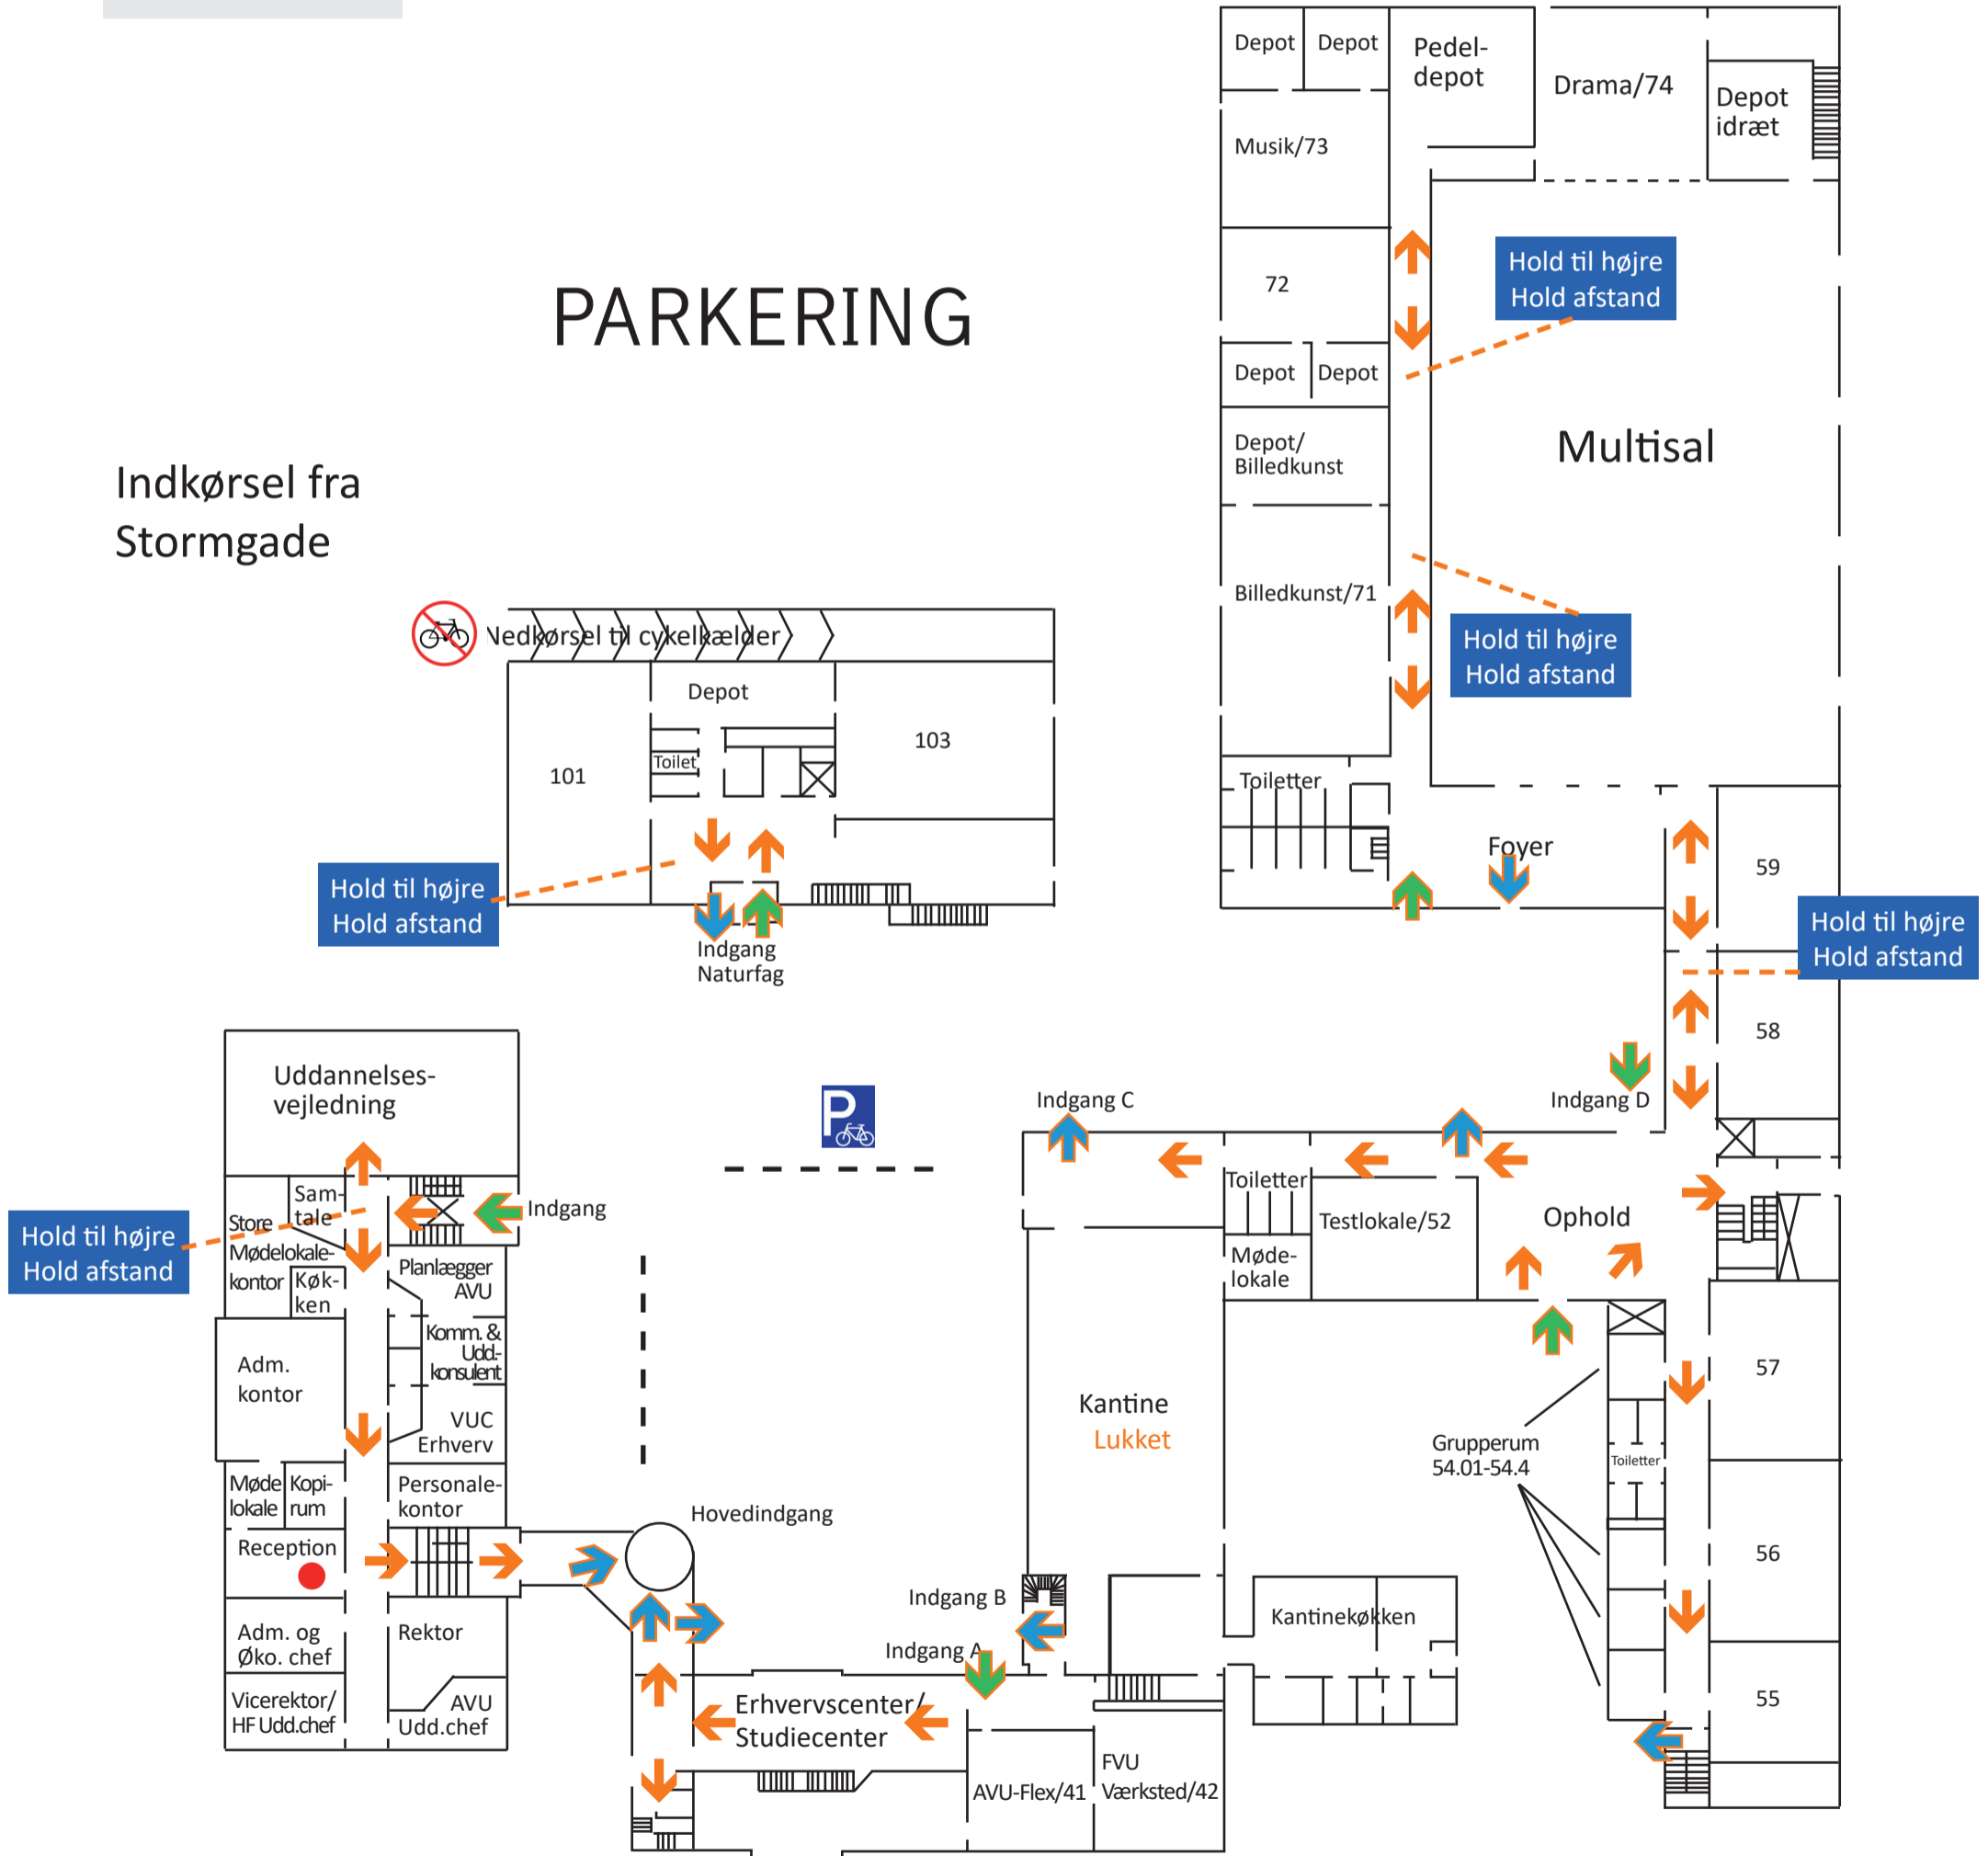 Depot
Depot
Pedel-
depot
Drama/74
Depot
idræt
Musik/73
Hold til højre
Hold afstand
72
PARKERING
Depot
Depot
Depot/
Billedkunst
Multisal
Indkørsel fra
Stormgade
Billedkunst/71
Hold til højre
Hold afstand
Nedkørsel til cykelkælder
Depot
103
Toilet
101
Toiletter
Foyer
59
Hold til højre
Hold afstand
Hold til højre
Hold afstand
Indgang
Naturfag
58
Uddannelses-
vejledning
P
Indgang C
Indgang D
Sam-
tale
Indgang
Store
Mødelokale-
kontor
Køk-
ken
Hold til højre
Hold afstand
Planlægger
AVU
Toiletter
Testlokale/52
Ophold
Møde-
lokale
Komm. &
Udd.-
konsulent
Adm.
kontor
57
Kantine
Lukket
VUC
Erhverv
Grupperum
54.01-54.4
Toiletter
Møde
lokale
Kopi-
rum
Personale-
kontor
Hovedindgang
Reception
56
Indgang B
Kantinekøkken
Adm. og
Øko. chef
Rektor
Indgang A
Vicerektor/
HF Udd.chef
AVU
Udd.chef
Erhvervscenter/
Studiecenter
55
AVU-Flex/41
FVU
Værksted/42